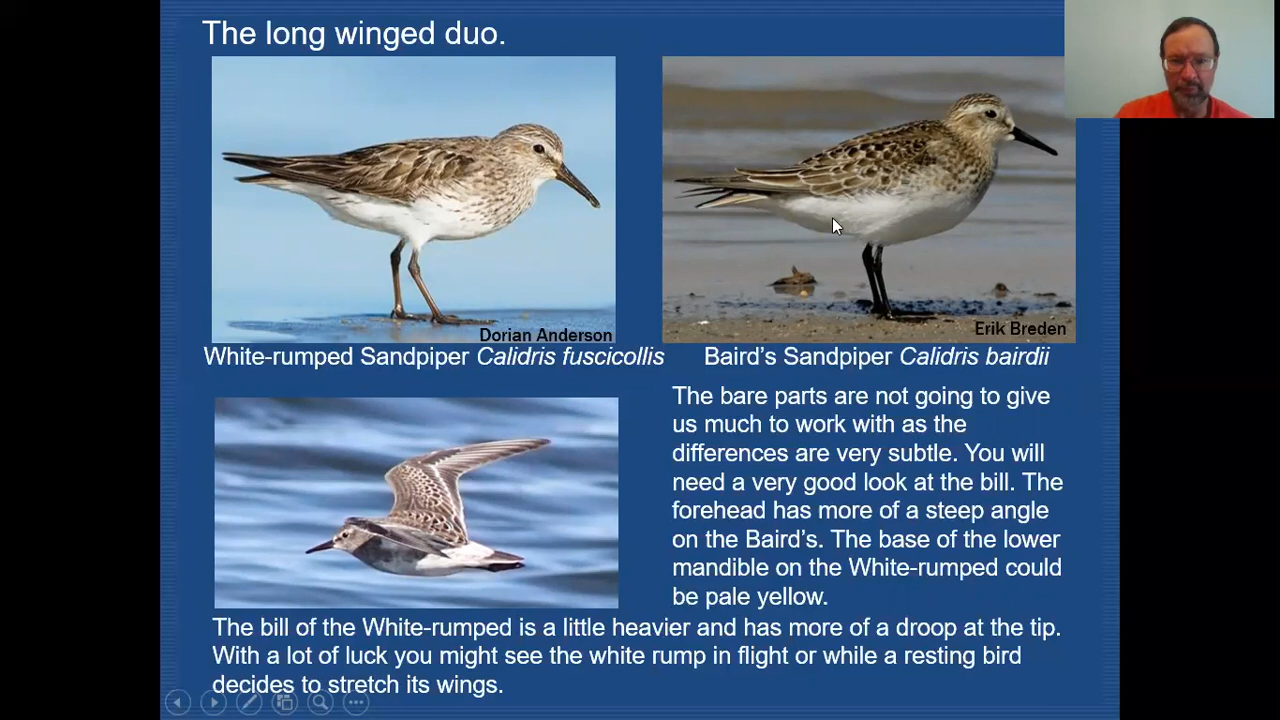 The long winged duo.
Dorian Anderson
Erik Breden
White-rumped Sandpiper Calidris fuscicollis
Baird's Sandpiper Calidris bairdii
The bare parts are not going to give
us much to work with as the
differences are very subtle. You will
need a very good look at the bill. The
forehead has more of a steep angle
on the Baird's. The base of the lower
mandible on the White-rumped could
be pale yellow.
The bill of the White-rumped is a little heavier and has more of a droop at the tip.
With a lot of luck you might see the white rump in flight or while a resting bird
decides to stretch its wings.